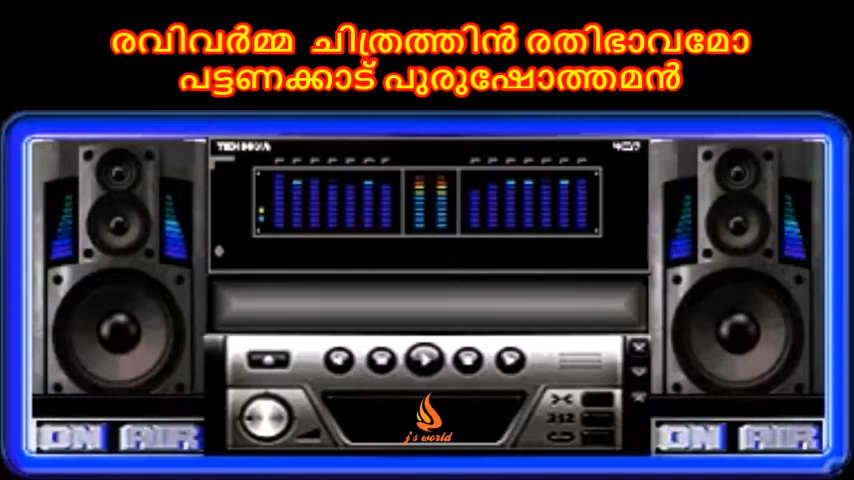 രവിവർമ്മ ചിത്രത്തിൻ രതിഭാവമോ
പട്ടണക്കാട് പുരുഷോത്തമൻ
j's world
ON AIR
ON AIR